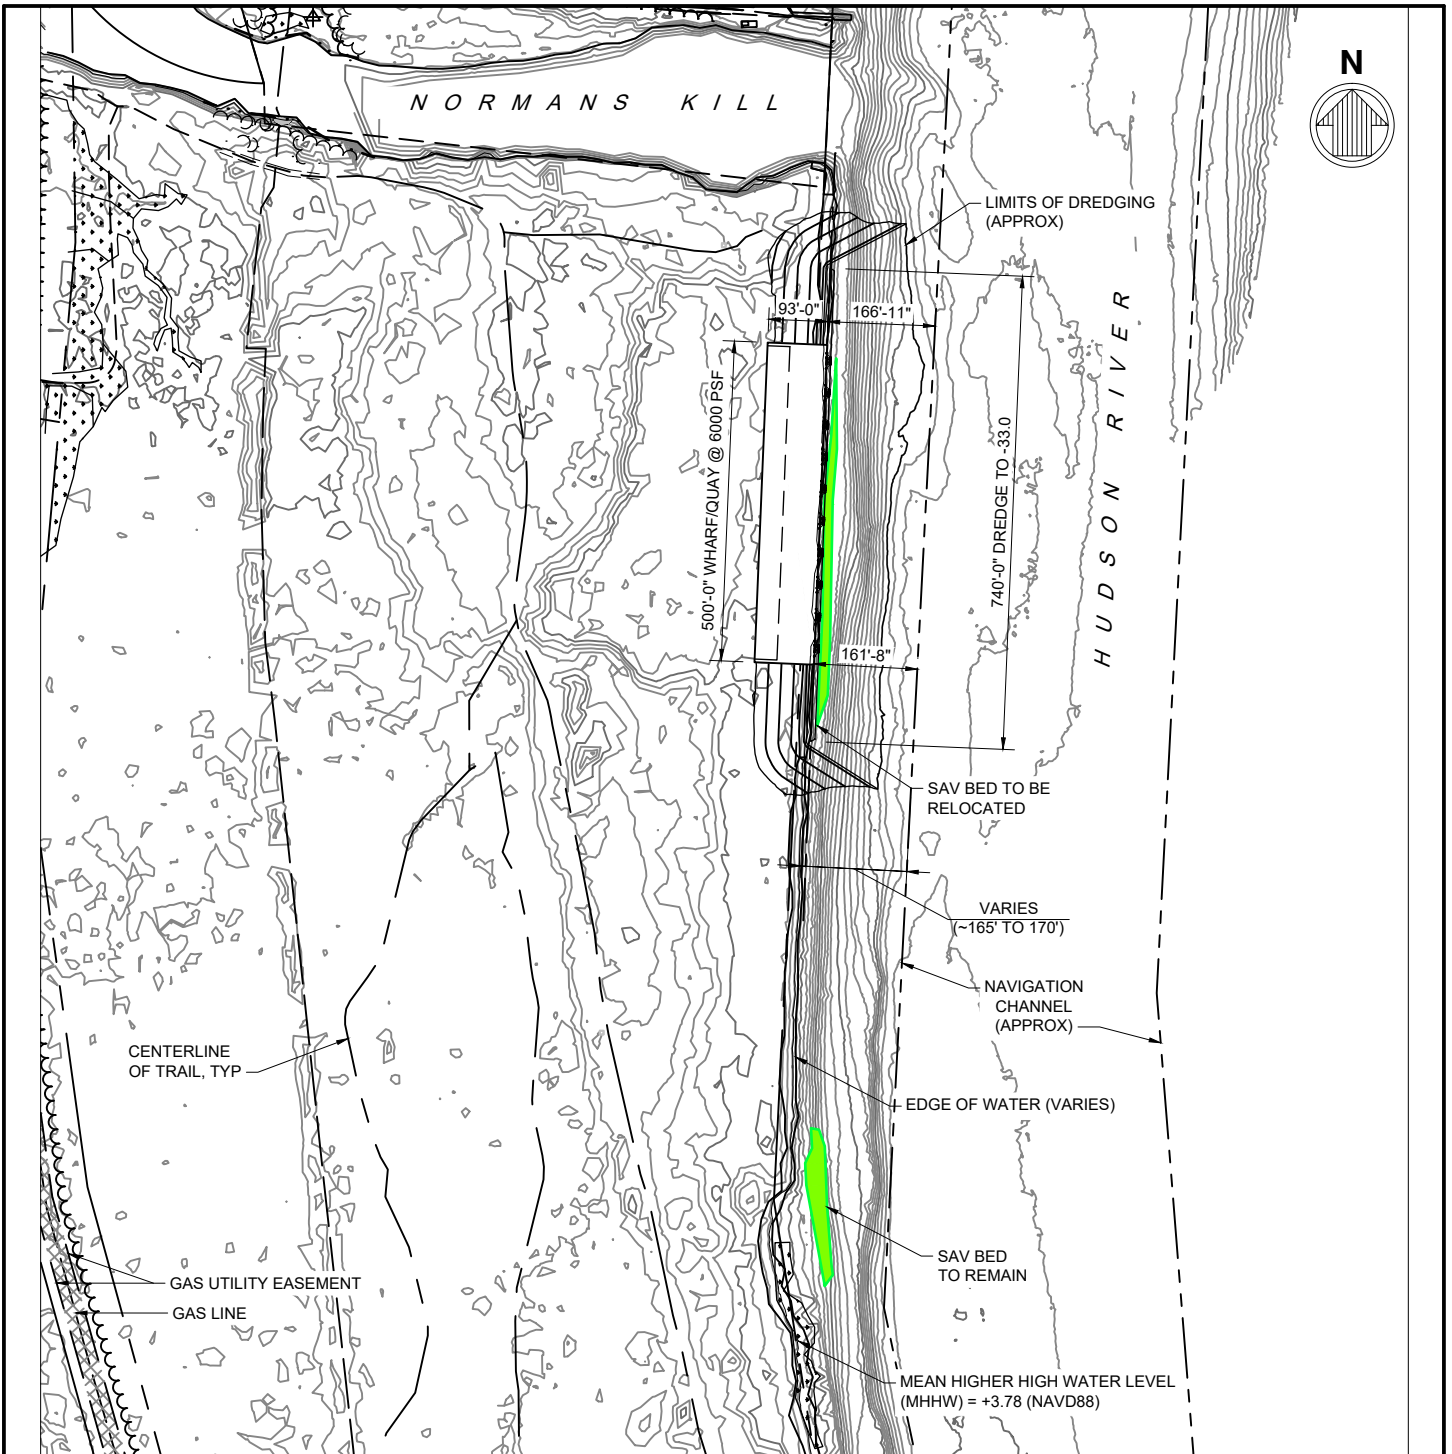 N
NORMANS KILL
LIMITS OF DREDGING
(APPROX)
93'-0"
166'-11"
500'-0" WHARF/QUAY @ 6000 PSF
740'-0" DREDGE TO -33.0
HUDSON RIVER
161'-8"
SAV BED TO BE
RELOCATED
VARIES
(~165' TO 170')
NAVIGATION
CHANNEL
(APPROX)
CENTERLINE
OF TRAIL, TYP
EDGE OF WATER (VARIES)
SAV BED
TO REMAIN
GAS UTILITY EASEMENT
GAS LINE
MEAN HIGHER HIGH WATER LEVEL
(MHHW) = +3.78 (NAVD88)